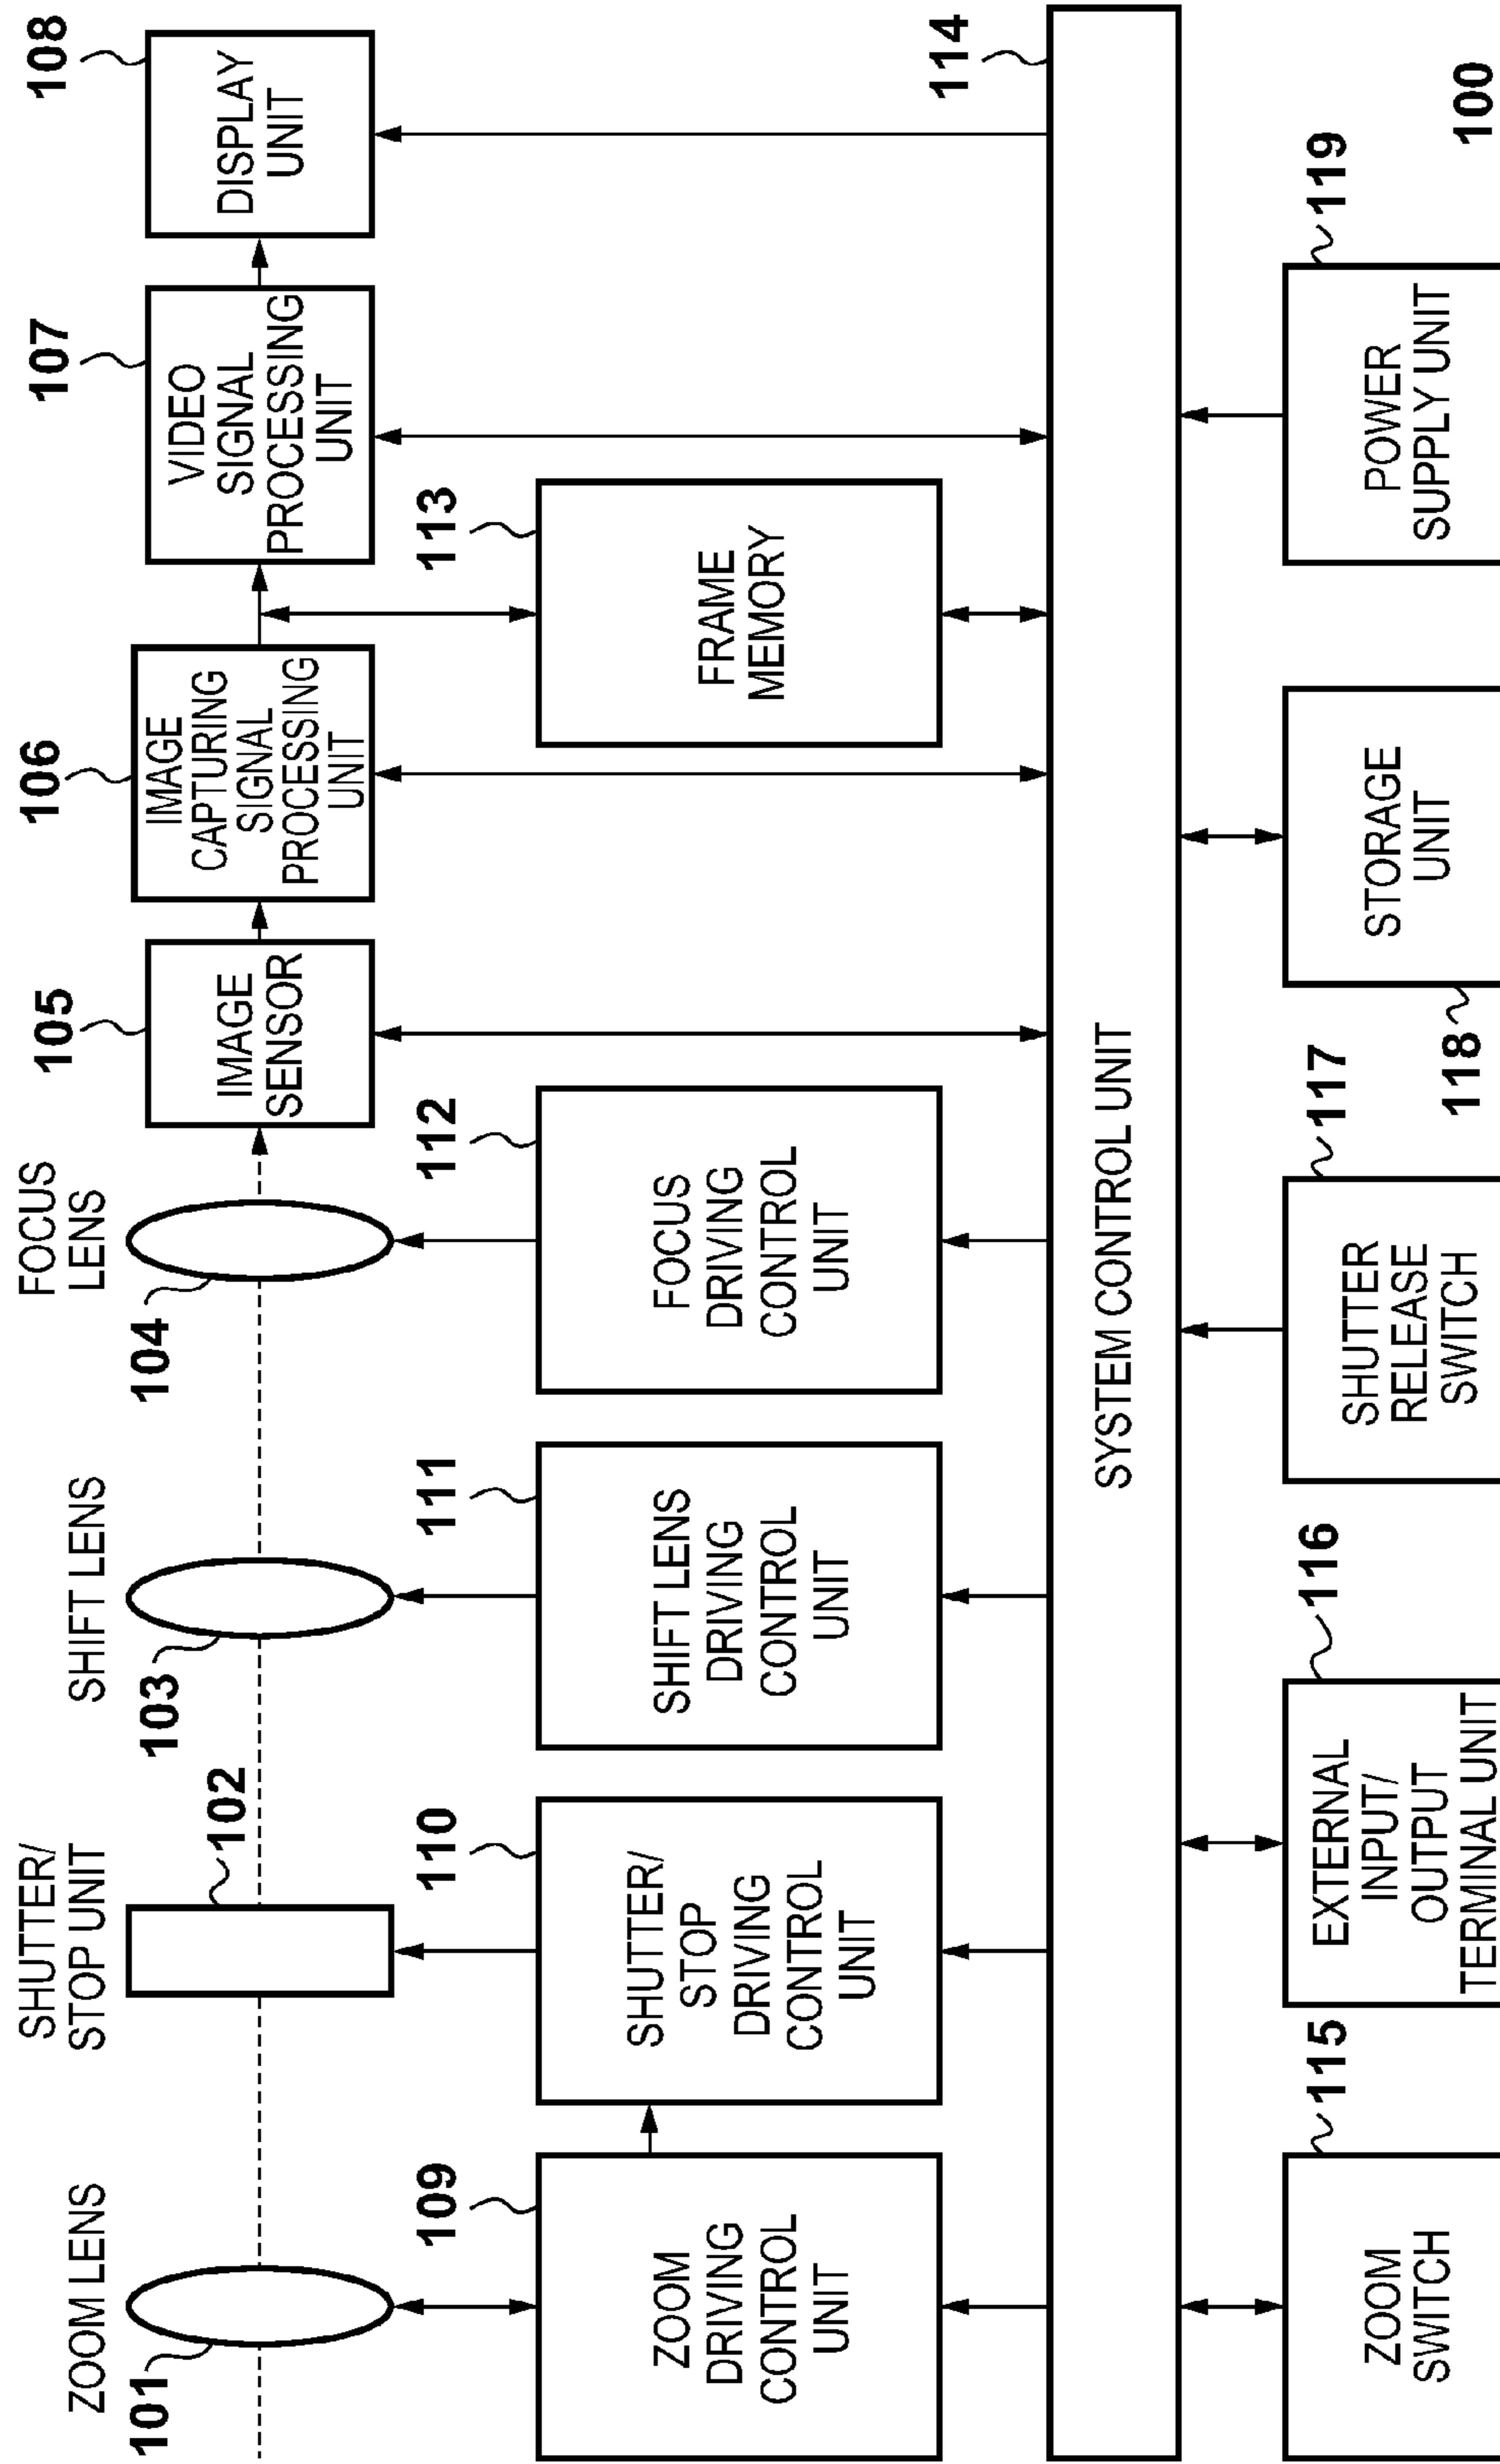 ZOOM LENS
101
SHUTTER/
STOP UNIT
102
SHIFT LENS
103
FOCUS
LENS
104
105
IMAGE
SENSOR
106
IMAGE
CAPTURING
SIGNAL
PROCESSING
UNIT
107
VIDEO
SIGNAL
PROCESSING
UNIT
108
DISPLAY
UNIT
109
ZOOM
DRIVING
CONTROL
UNIT
110
SHUTTER/
STOP
DRIVING
CONTROL
UNIT
111
SHIFT LENS
DRIVING
CONTROL
UNIT
112
FOCUS
DRIVING
CONTROL
UNIT
113
FRAME
MEMORY
114
SYSTEM CONTROL UNIT
115
ZOOM
SWITCH
116
EXTERNAL
INPUT/
OUTPUT
TERMINAL UNIT
117
SHUTTER
RELEASE
SWITCH
118
STORAGE
UNIT
119
POWER
SUPPLY UNIT
100